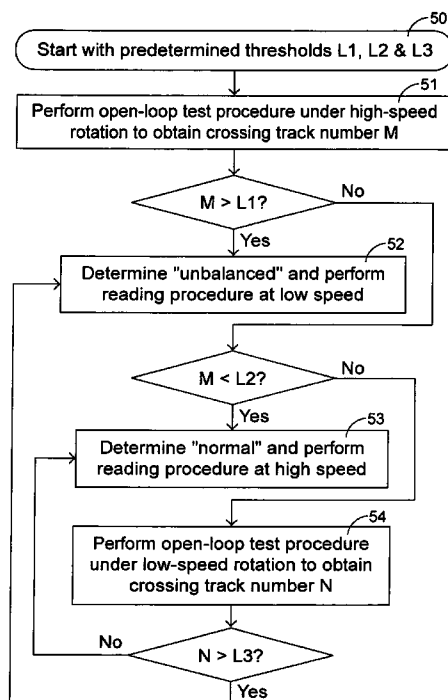 50
Start with predetermined thresholds L1, L2 & L3
51
Perform open-loop test procedure under high-speed
rotation to obtain crossing track number M
M > L1?
No
Yes
52
Determine "unbalanced" and perform
reading procedure at low speed
M < L2?
No
Yes
53
Determine "normal" and perform
reading procedure at high speed
54
Perform open-loop test procedure
under low-speed rotation to obtain
crossing track number N
No
N > L3?
Yes